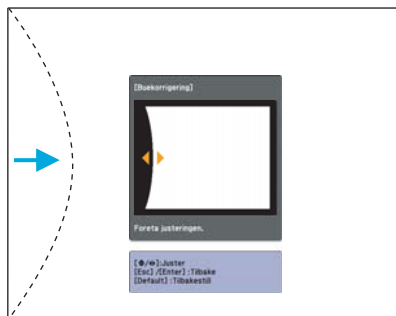 [Buekorrigering]
Foreta justeringen.
[◆/◆]:Juster
[Esc] /[Enter] :Tilbake
[Default] :Tilbakestill